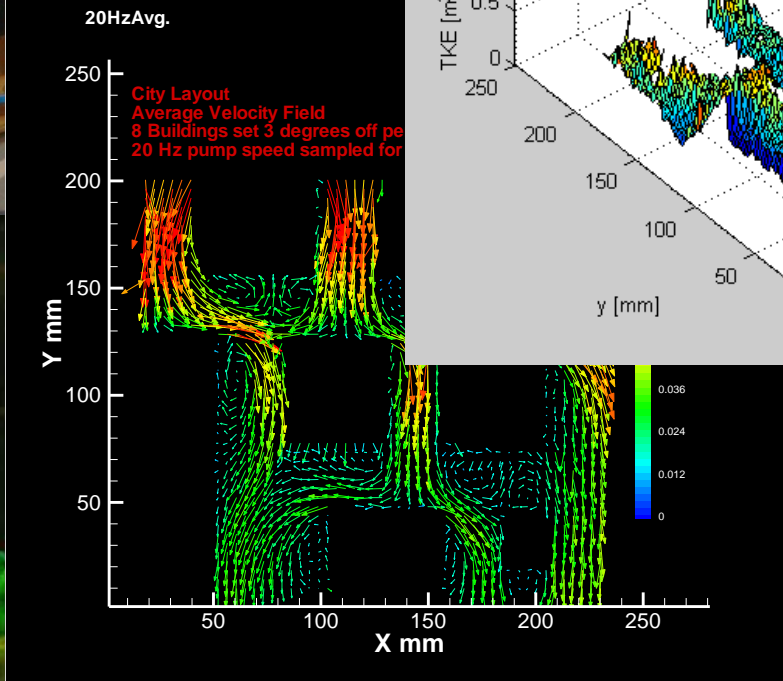 20HzAvg.
City Layout
Average Velocity Field
8 Buildings set 3 degrees off
20 Hz pump speed sampled for
Y mm
250
200
150
100
50
50
100
150
200
250
X mm
0.036
0.024
0.012
0
TKE
0.5
0
250
200
150
100
50
y [mm]